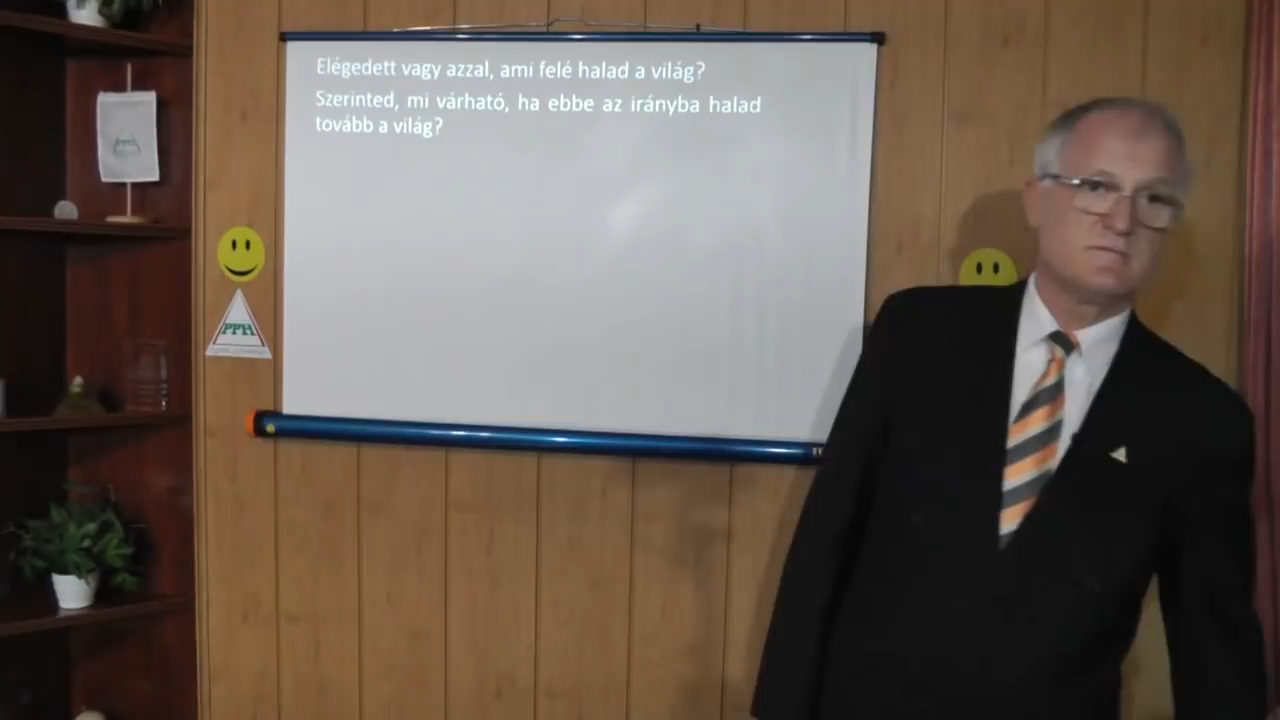 Elégedett vagy azzal, ami felé halad a világ?
Szerinted, mi várható, ha ebbe az irányba halad
tovább a világ?
PPH